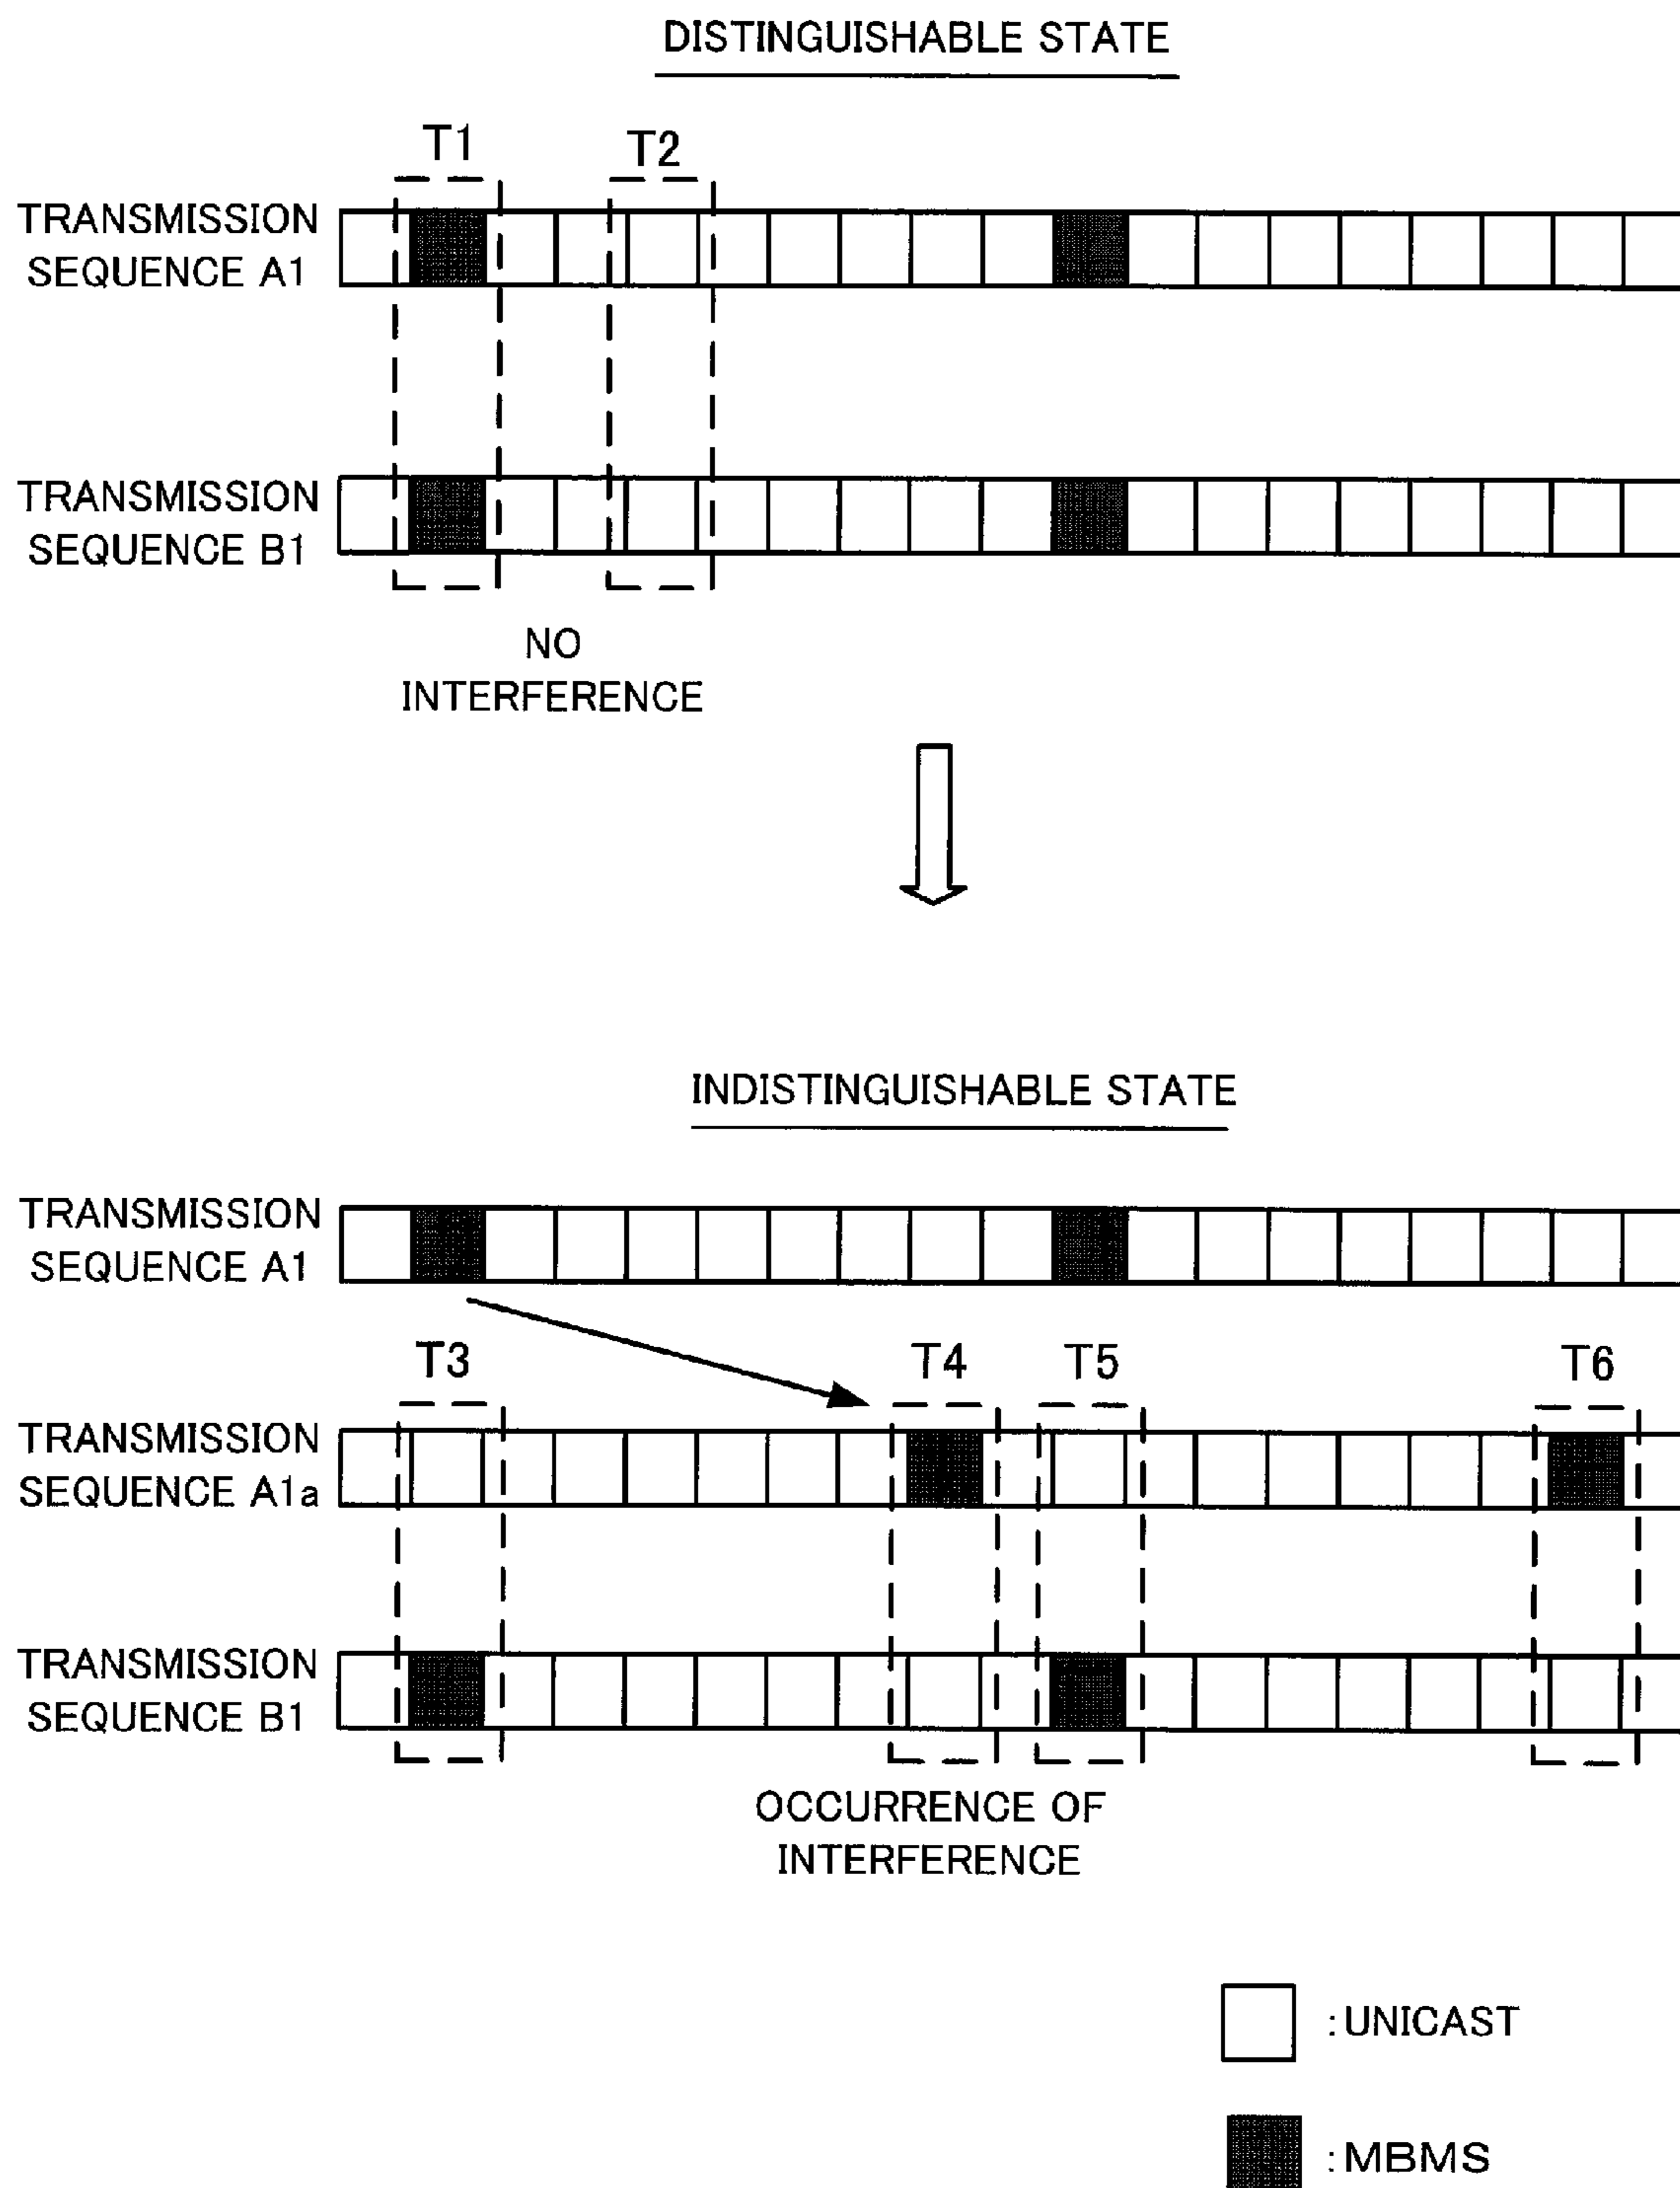 DISTINGUISHABLE STATE
T1
T2
TRANSMISSION
SEQUENCE A1
TRANSMISSION
SEQUENCE B1
NO
INTERFERENCE
INDISTINGUISHABLE STATE
TRANSMISSION
SEQUENCE A1
T3
T4
T5
T6
TRANSMISSION
SEQUENCE A1a
TRANSMISSION
SEQUENCE B1
OCCURRENCE OF
INTERFERENCE
:UNICAST
:MBMS